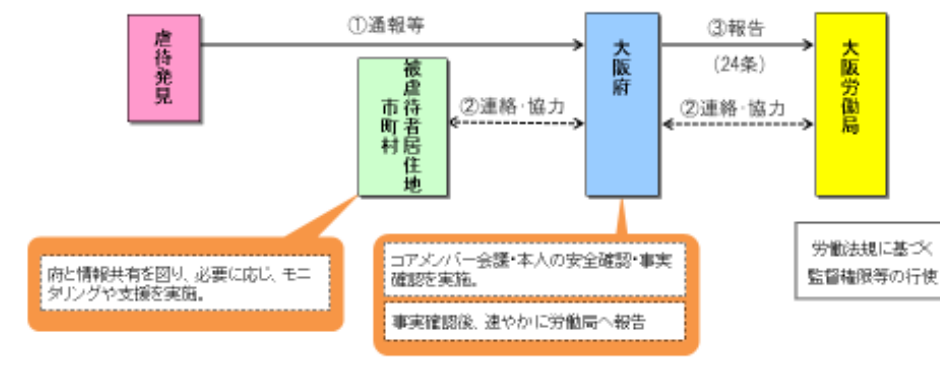 虐待発見
①通報等
被虐待者居住地
市町村
②連絡・協力
大阪府
③報告
(24条)
②連絡・協力
大阪労働局
府と情報共有を図り、必要に応じ、モニ
タリングや支援を実施。
コアメンバー会議・本人の安全確認・事実
確認を実施。
事実確認後、速やかに労働局へ報告
労働法規に基づく
監督権限等の行使